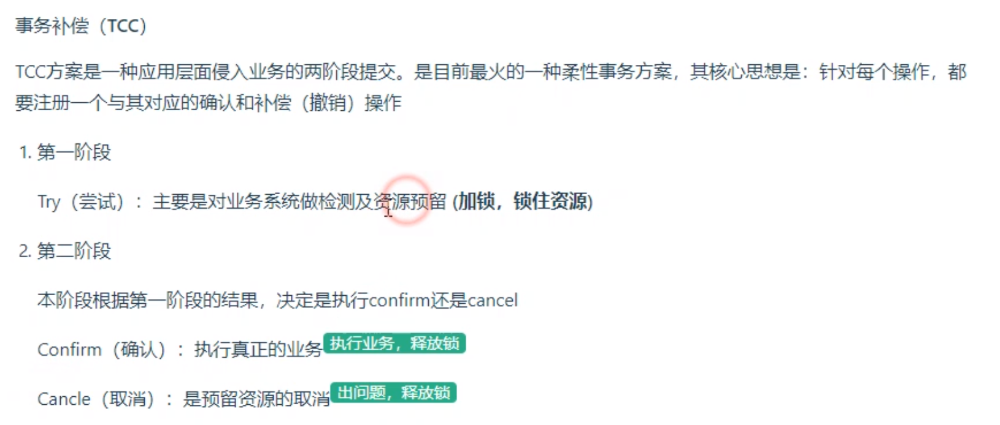 事务补偿（TCC）
TCC方案是一种应用层面侵入业务的两阶段提交。是目前最火的一种柔性事务方案，其核心思想是：针对每个操作，都
要注册一个与其对应的确认和补偿（撤销）操作
1. 第一阶段
Try（尝试）：主要是对业务系统做检测及资源预留 (加锁，锁住资源)
2. 第二阶段
本阶段根据第一阶段的结果，决定是执行confirm还是cancel
Confirm（确认）：执行真正的业务 执行业务，释放锁
Cancle（取消）：是预留资源的取消 出问题，释放锁